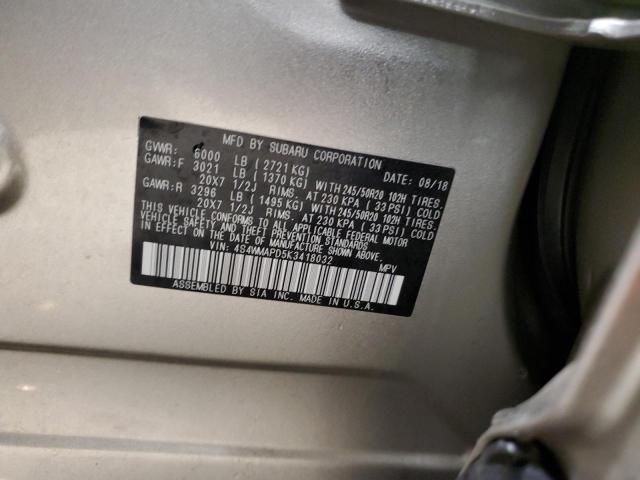 MFD BY SUBARU CORPORATION
GVWR: 6000 LB (2721 KG) DATE: 08/18
GAWR:F 3021 LB (1370 KG) WITH 245/50R20 102H TIRES.
20X7 1/2J RIMS. AT 230 KPA (33 PSI) COLD
GAWR:R 3296 LB (1495 KG) WITH 245/50R20 102H TIRES.
20X7 1/2J RIMS. AT 230 KPA (33 PSI) COLD
THIS VEHICLE CONFORMS TO ALL APPLICABLE FEDERAL MOTOR
VEHICLE SAFETY AND THEFT PREVENTION STANDARDS
IN EFFECT ON THE DATE OF MANUFACTURE SHOWN ABOVE.
VIN: 4S4WMAPD5K3418032 MPV
ASSEMBLED BY SIA INC. MADE IN U.S.A.